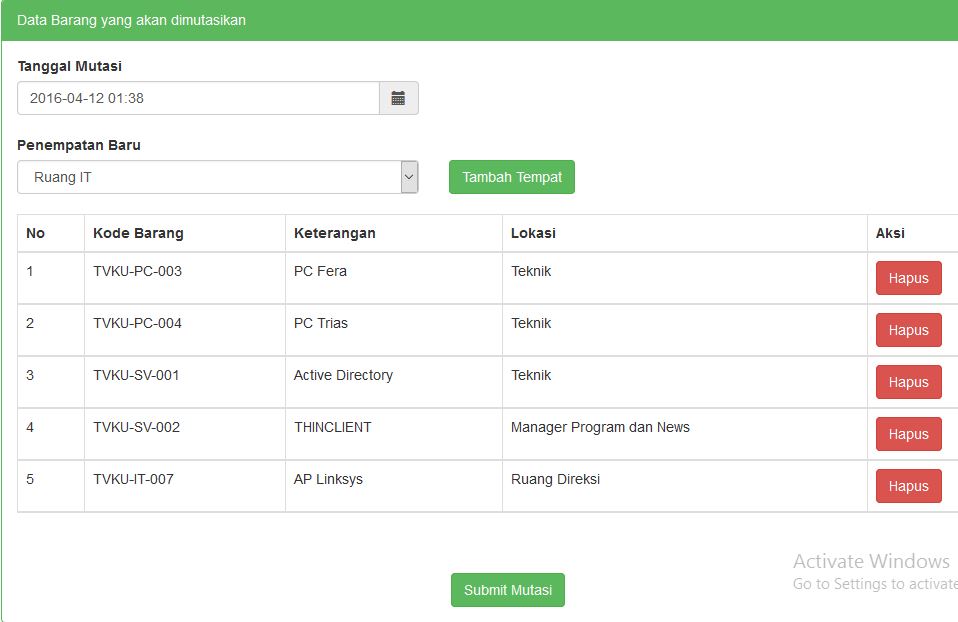 Data Barang yang akan dimutasikan
Tanggal Mutasi
2016-04-12 01:38
Penempatan Baru
Ruang IT Tambah Tempat
No Kode Barang Keterangan Lokasi Aksi
1 TVKU-PC-003 PC Fera Teknik Hapus
2 TVKU-PC-004 PC Trias Teknik Hapus
3 TVKU-SV-001 Active Directory Teknik Hapus
4 TVKU-SV-002 THINCLIENT Manager Program dan News Hapus
5 TVKU-IT-007 AP Linksys Ruang Direksi Hapus
Activate Windows
Go to Settings to activate
Submit Mutasi